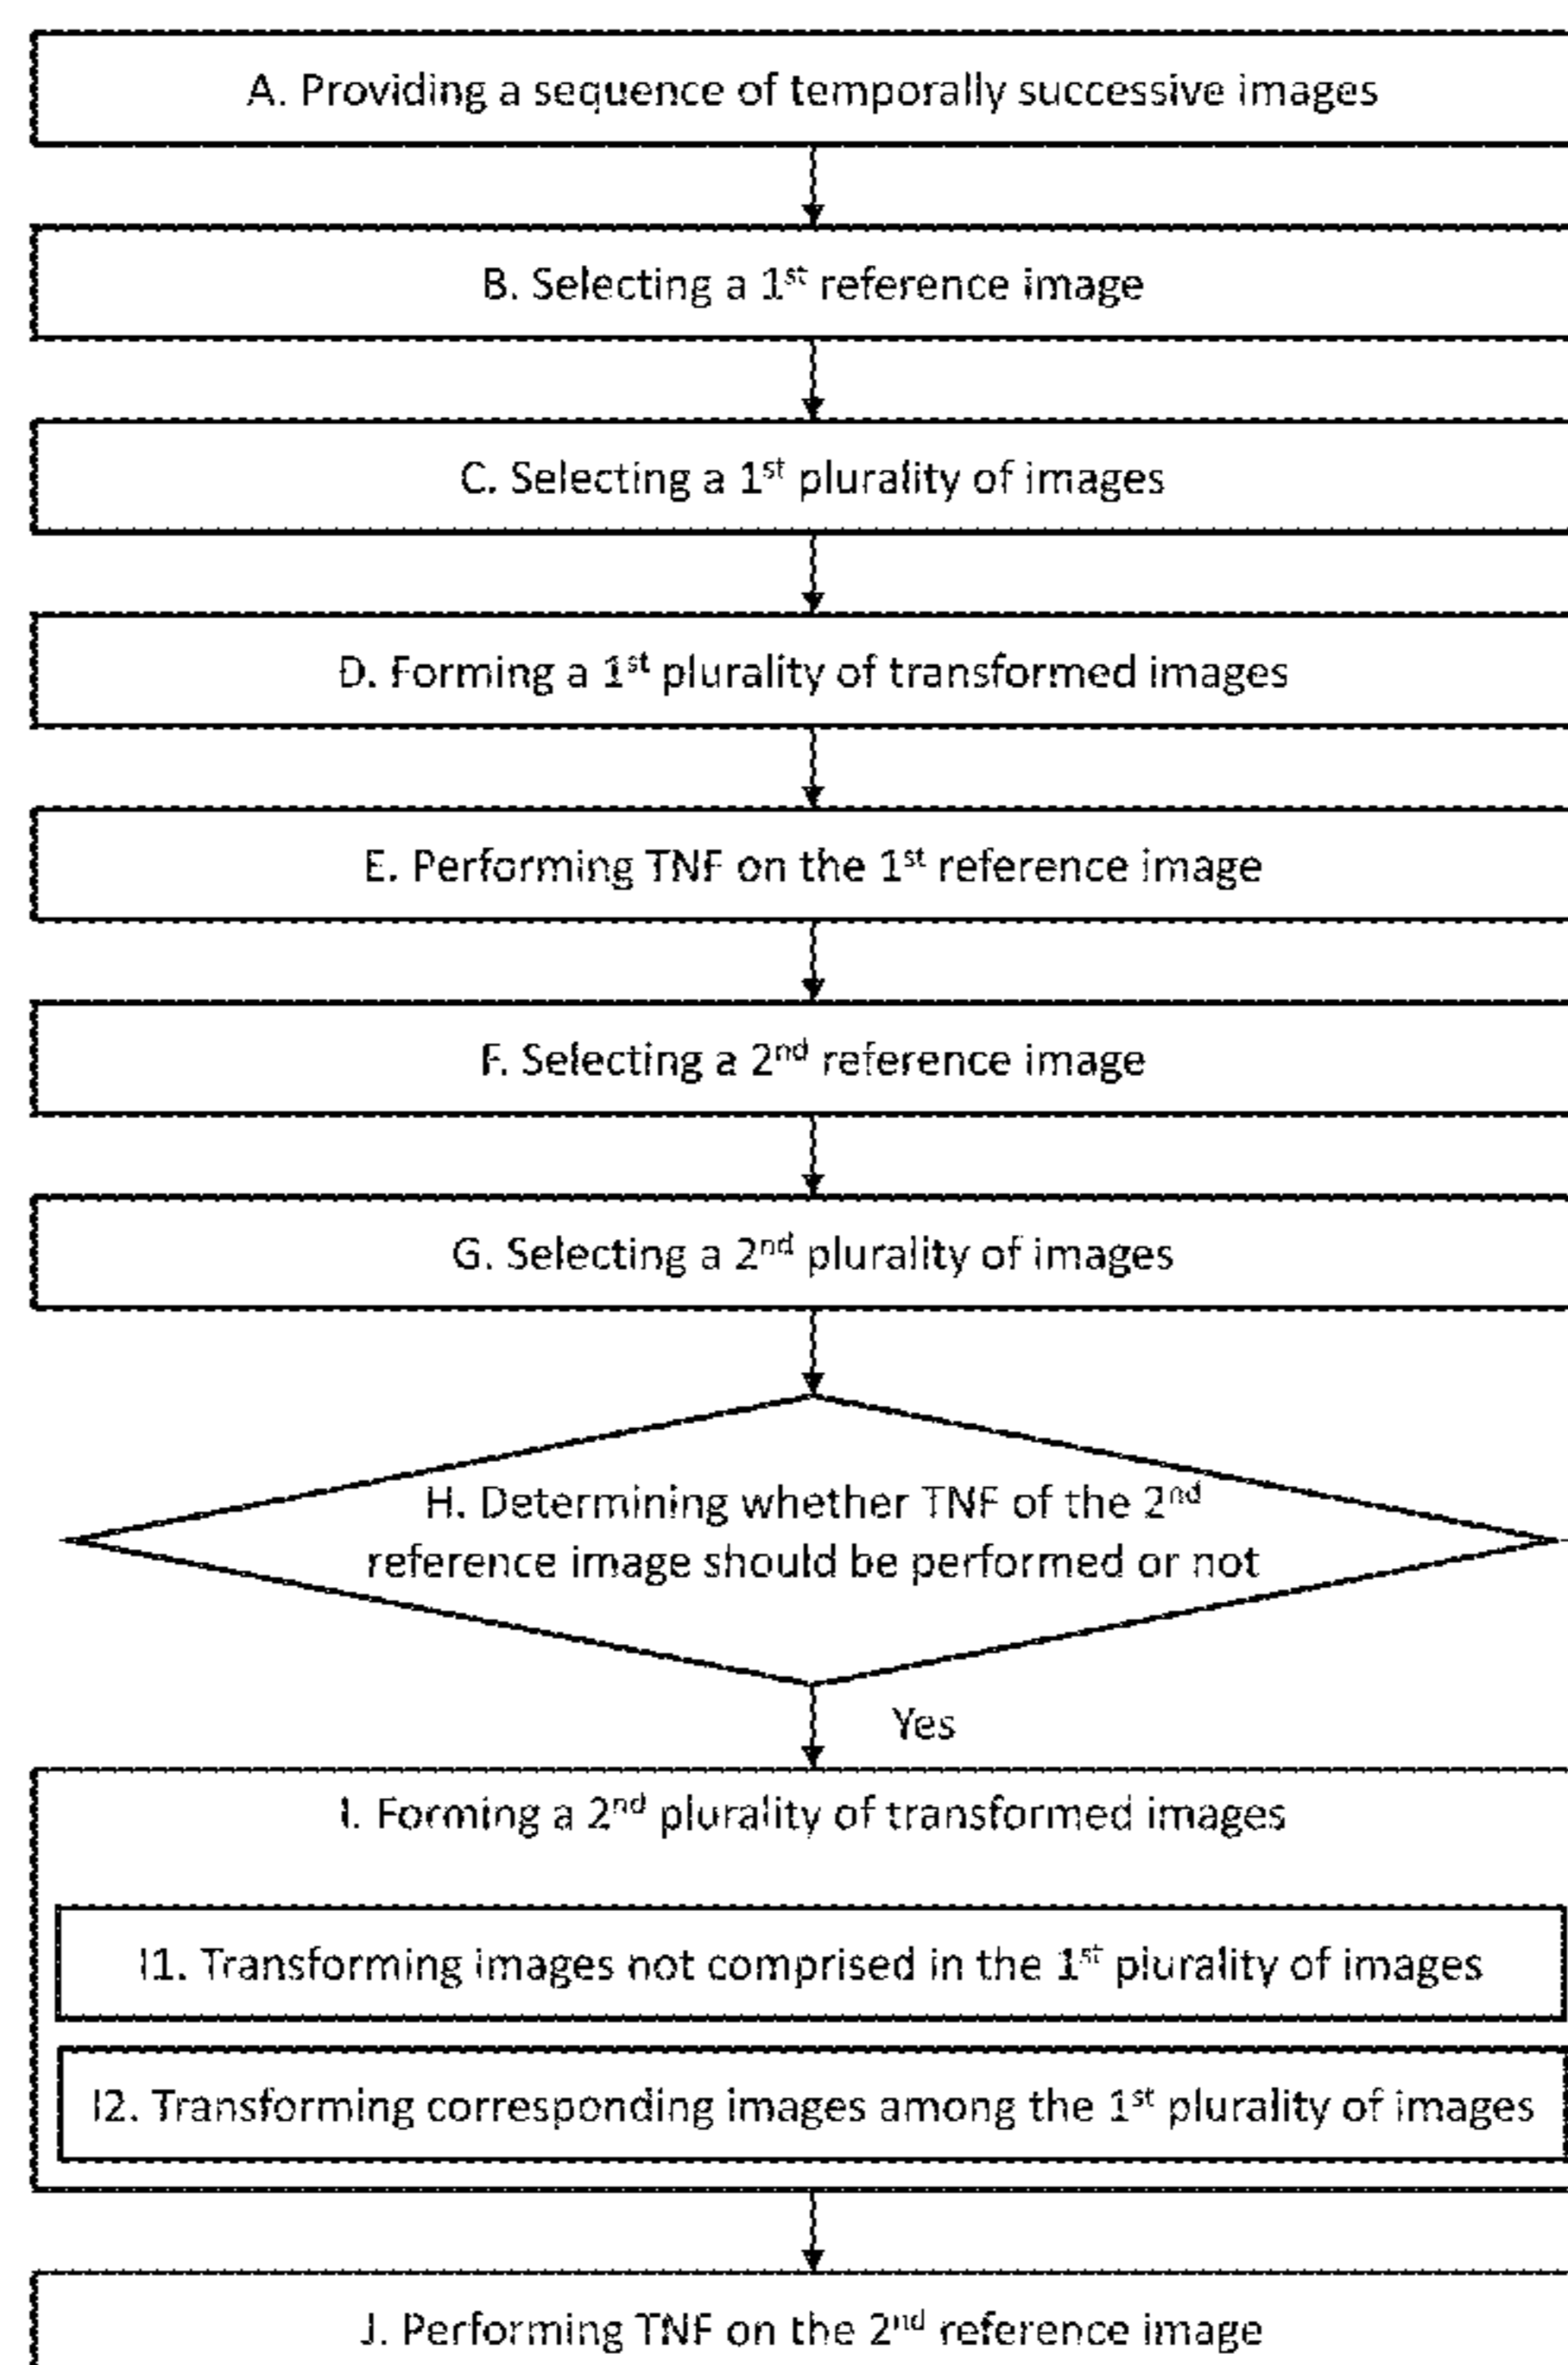 A. Providing a sequence of temporally successive images
B. Selecting a 1st reference image
C. Selecting a 1st plurality of images
D. Forming a 1st plurality of transformed images
E. Performing TNF on the 1st reference image
F. Selecting a 2nd reference image
G. Selecting a 2nd plurality of images
H. Determining whether TNF of the 2nd
reference image should be performed or not
Yes
I. Forming a 2nd plurality of transformed images
I1. Transforming images not comprised in the 1st plurality of images
I2. Transforming corresponding images among the 1st plurality of images
J. Performing TNF on the 2nd reference image